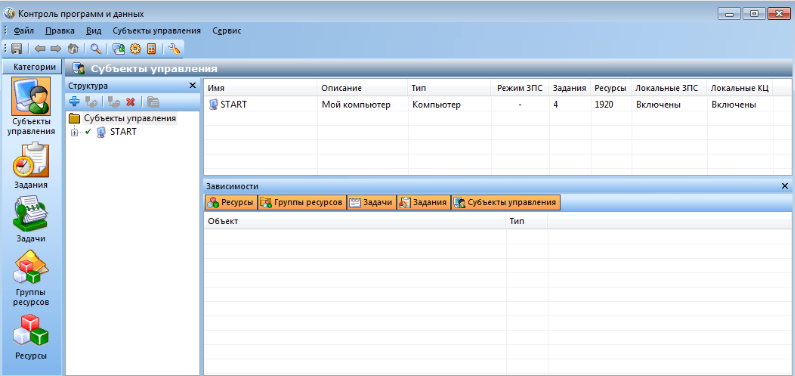 Контроль программ и данных
Файл Правка Вид Субъекты управления Сервис
Категории
Субъекты управления
Задания
Задачи
Группы ресурсов
Ресурсы
Субъекты управления
Структура
Субъекты управления
START
Имя Описание Тип Режим ЗПС Задания Ресурсы Локальные ЗПС Локальные КЦ
START Мой компьютер Компьютер - 4 1920 Включены Включены
Зависимости
Ресурсы Группы ресурсов Задачи Задания Субъекты управления
Объект Тип